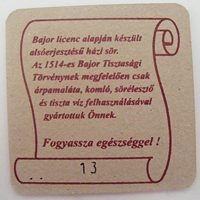 Bajor licenc alapján készült
alsóerjesztésű házi sör.
Az 1514-es Bajor Tisztasági
Törvénynek megfelelően csak
árpamaláta, komló, sörélesztő
és tiszta víz felhasználásával
gyártottuk Önnek.
Fogyassza egészséggel !
13